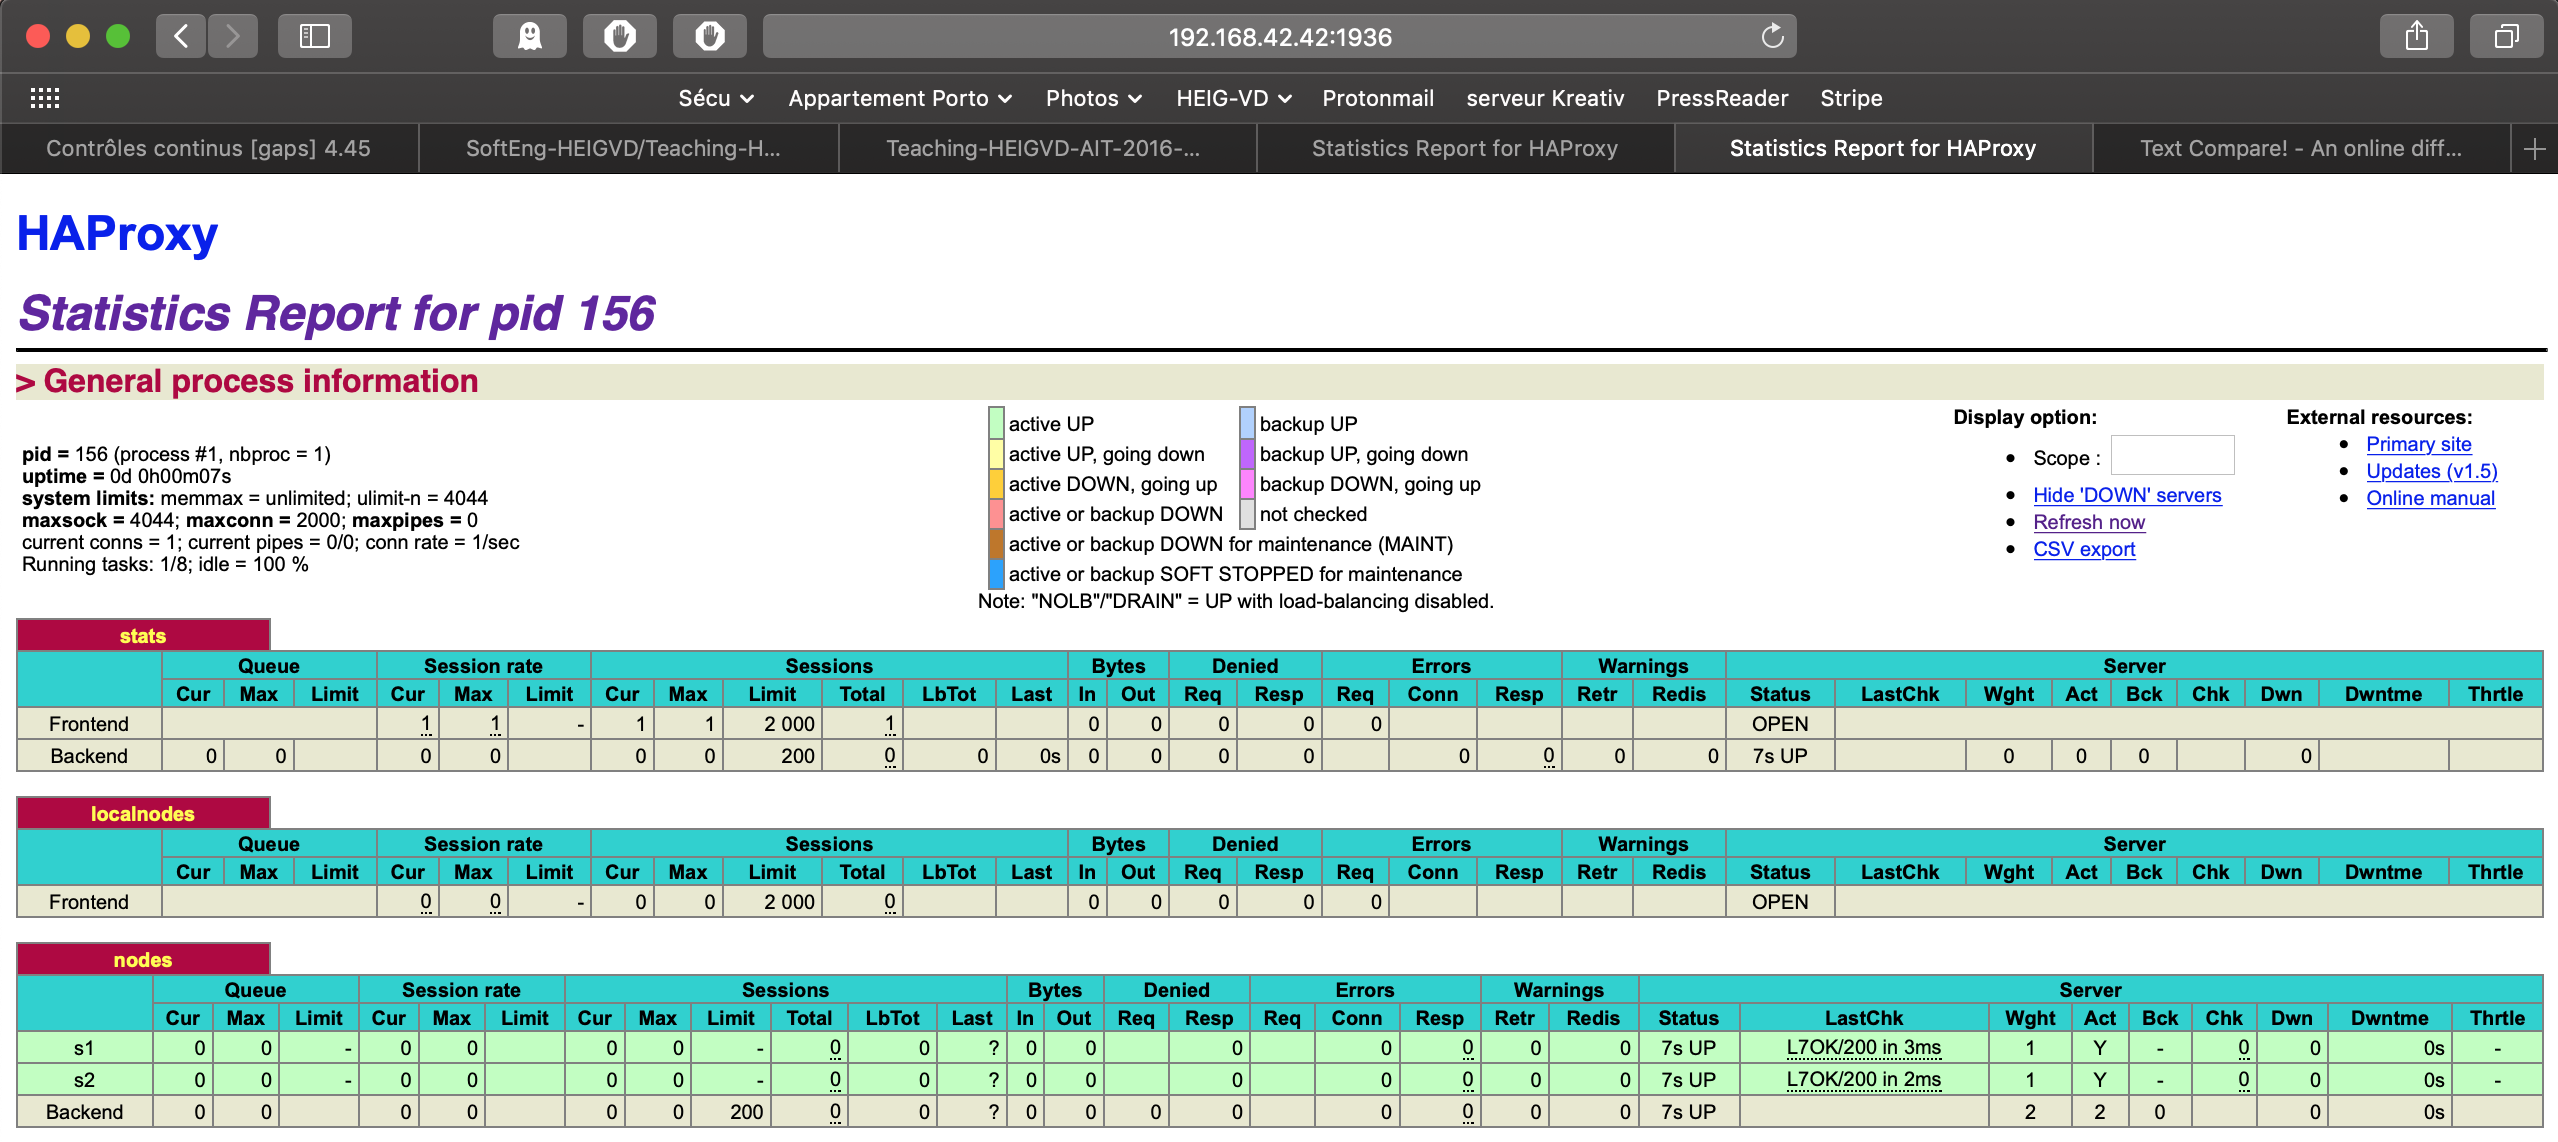 192.168.42.42:1936
Sécu Appartement Porto Photos HEIG-VD Protonmail serveur Kreativ PressReader Stripe
Contrôles continus [gaps] 4.45 SoftEng-HEIGVD/Teaching-H... Teaching-HEIGVD-AIT-2016-... Statistics Report for HAProxy Statistics Report for HAProxy Text Compare! - An online diff...
HAProxy
Statistics Report for pid 156
> General process information
pid = 156 (process #1, nbproc = 1)
uptime = 0d 0h00m07s
system limits: memmax = unlimited; ulimit-n = 4044
maxsock = 4044; maxconn = 2000; maxpipes = 0
current conns = 1; current pipes = 0/0; conn rate = 1/sec
Running tasks: 1/8; idle = 100 %
active UP backup UP
active UP, going down backup UP, going down
active DOWN, going up backup DOWN, going up
active or backup DOWN not checked
active or backup DOWN for maintenance (MAINT)
active or backup SOFT STOPPED for maintenance
Note: "NOLB"/"DRAIN" = UP with load-balancing disabled.
Display option:
• Scope :
• Hide 'DOWN' servers
• Refresh now
• CSV export
External resources:
• Primary site
• Updates (v1.5)
• Online manual
stats
Queue Session rate Sessions Bytes Denied Errors Warnings Server
Cur Max Limit Cur Max Limit Cur Max Limit Total LbTot Last In Out Req Resp Req Conn Resp Retr Redis Status LastChk Wght Act Bck Chk Dwn Dwntme Thrtle
Frontend 1 1 - 1 1 2 000 1 0 0 0 0 0 OPEN
Backend 0 0 0 0 0 0 200 0 0 0s 0 0 0 0 0 0 0 0 7s UP 0 0 0 0
localnodes
Queue Session rate Sessions Bytes Denied Errors Warnings Server
Cur Max Limit Cur Max Limit Cur Max Limit Total LbTot Last In Out Req Resp Req Conn Resp Retr Redis Status LastChk Wght Act Bck Chk Dwn Dwntme Thrtle
Frontend 0 0 - 0 0 2 000 0 0 0 0 0 0 OPEN
nodes
Queue Session rate Sessions Bytes Denied Errors Warnings Server
Cur Max Limit Cur Max Limit Cur Max Limit Total LbTot Last In Out Req Resp Req Conn Resp Retr Redis Status LastChk Wght Act Bck Chk Dwn Dwntme Thrtle
s1 0 0 - 0 0 0 0 - 0 0 ? 0 0 0 0 0 0 0 7s UP L7OK/200 in 3ms 1 Y - 0 0 0s -
s2 0 0 - 0 0 0 0 - 0 0 ? 0 0 0 0 0 0 0 7s UP L7OK/200 in 2ms 1 Y - 0 0 0s -
Backend 0 0 0 0 0 0 200 0 0 ? 0 0 0 0 0 0 0 0 7s UP 2 2 0 0 0s